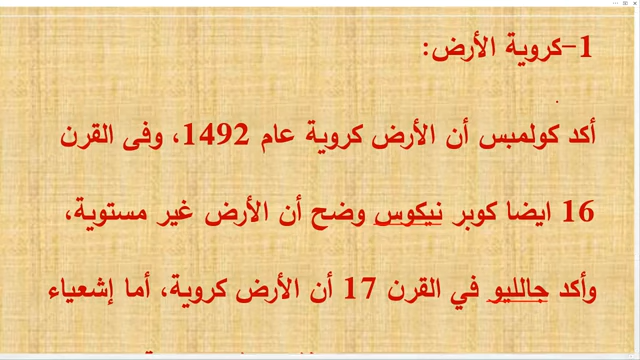 1-كروية الأرض:
أكد كولمبس أن الأرض كروية عام 1492، وفى القرن
16 ايضا كوبر نيكوس وضح أن الأرض غير مستوية،
وأكد جالليو في القرن 17 أن الأرض كروية، أما إشعياء